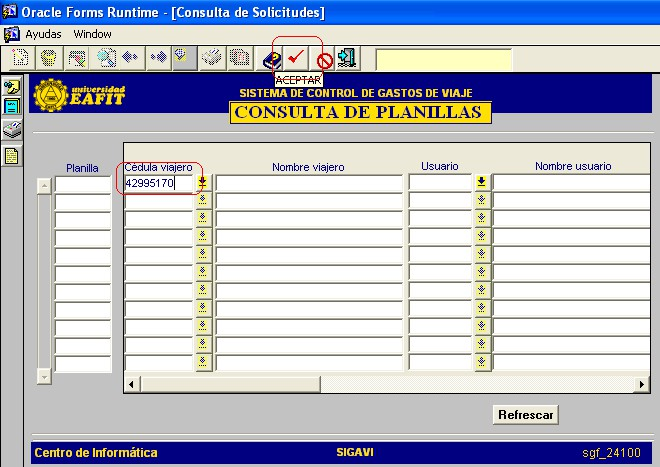 Oracle Forms Runtime - [Consulta de Solicitudes]
Ayudas Window
ACEPTAR
universidad
EAFIT
SISTEMA DE CONTROL DE GASTOS DE VIAJE
CONSULTA DE PLANILLAS
Planilla Cédula viajero Nombre viajero Usuario Nombre usuario
42995170
Refrescar
Centro de Informática SIGAVI sgf_24100